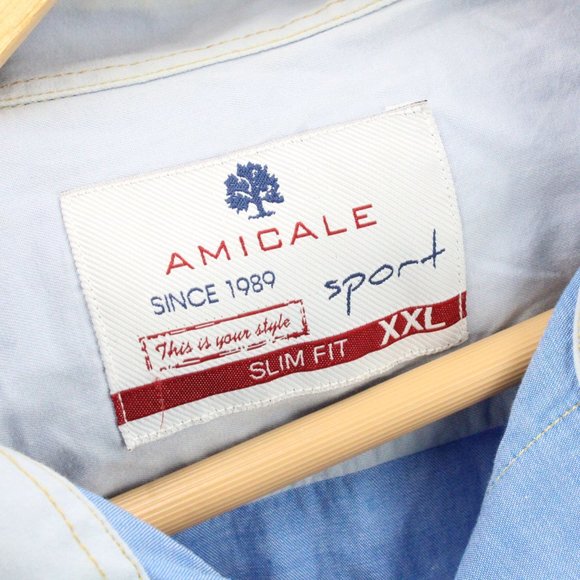 AMICALE
SINCE 1989
sport
This is your style
SLIM FIT XXL